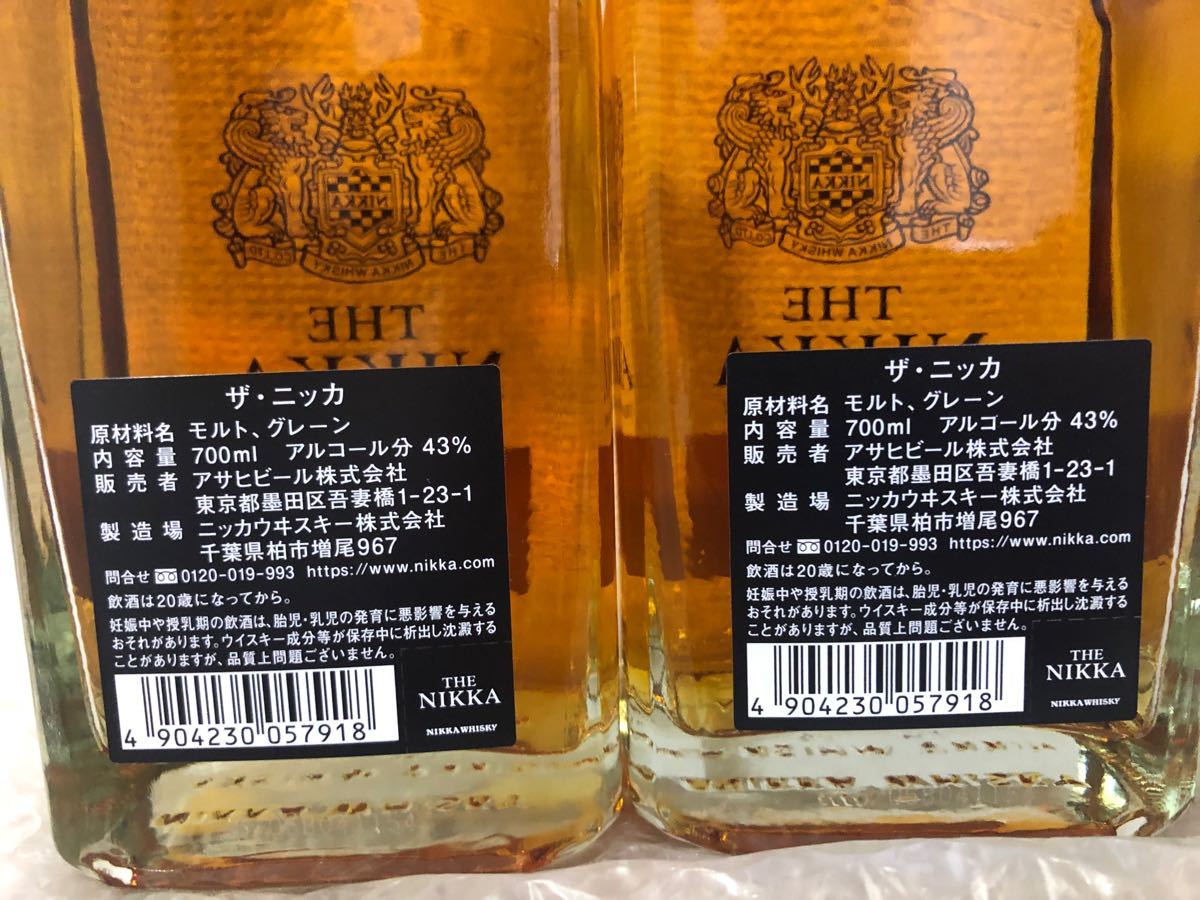 NIKKA
THE
NIKKA WHISKY
CO.LTD
THE
NIKKA
ザ・ニッカ
原材料名 モルト、グレーン
内容量 700ml アルコール分 43%
販売者 アサヒビール株式会社
東京都墨田区吾妻橋1-23-1
製造場 ニッカウヰスキー株式会社
千葉県柏市増尾967
問合せ 0120-019-993 https://www.nikka.com
飲酒は20歳になってから。
妊娠中や授乳期の飲酒は、胎児・乳児の発育に悪影響を与える
おそれがあります。ウイスキー成分等が保存中に析出し沈澱する
ことがありますが、品質上問題ございません。
4 904230 057918
THE
NIKKA
NIKKA WHISKY
NIKKA
THE
NIKKA WHISKY
CO.LTD
THE
NIKKA
ザ・ニッカ
原材料名 モルト、グレーン
内容量 700ml アルコール分 43%
販売者 アサヒビール株式会社
東京都墨田区吾妻橋1-23-1
製造場 ニッカウヰスキー株式会社
千葉県柏市増尾967
問合せ 0120-019-993 https://www.nikka.com
飲酒は20歳になってから。
妊娠中や授乳期の飲酒は、胎児・乳児の発育に悪影響を与える
おそれがあります。ウイスキー成分等が保存中に析出し沈澱する
ことがありますが、品質上問題ございません。
4 904230 057918
THE
NIKKA
NIKKA WHISKY